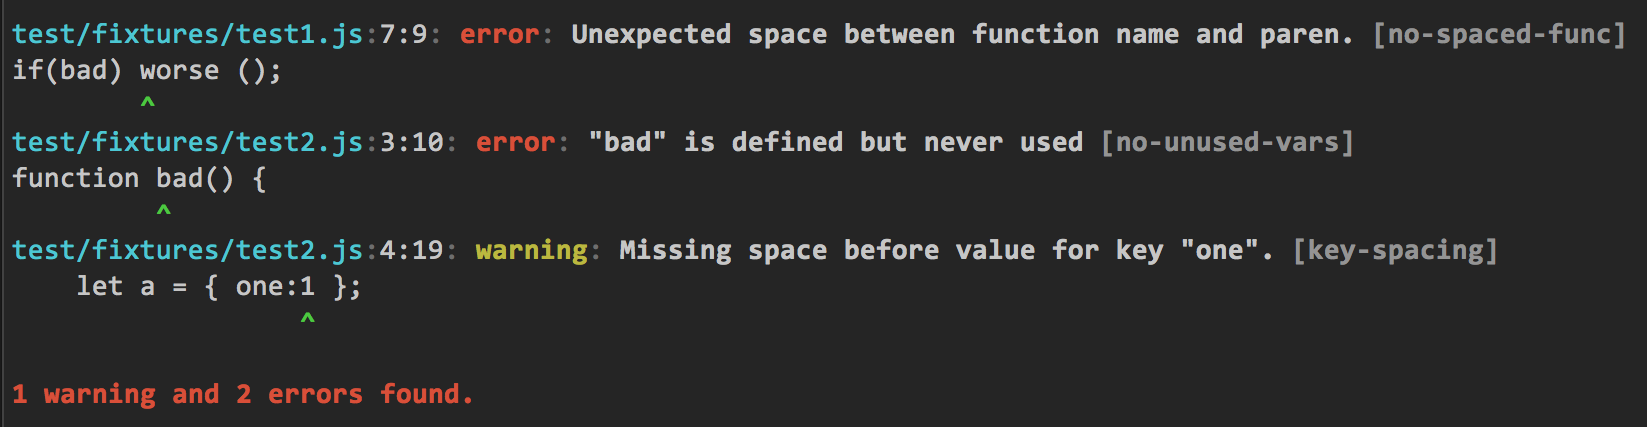 test/fixtures/test1.js:7:9: error: Unexpected space between function name and paren. [no-spaced-func]
if(bad) worse ();
        ^
test/fixtures/test2.js:3:10: error: "bad" is defined but never used [no-unused-vars]
function bad() {
         ^
test/fixtures/test2.js:4:19: warning: Missing space before value for key "one". [key-spacing]
    let a = { one:1 };
                  ^
1 warning and 2 errors found.